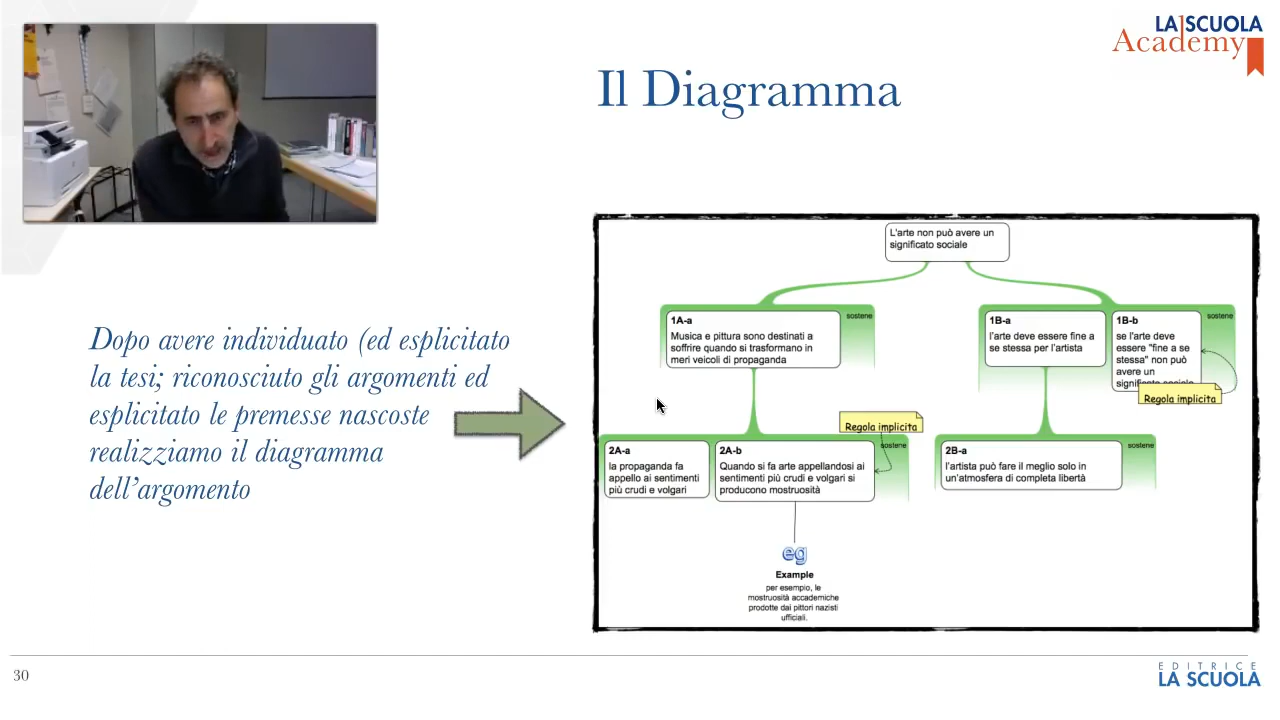 LA SCUOLA
Academy
Il Diagramma
Dopo avere individuato (ed esplicitato
la tesi; riconosciuto gli argomenti ed
esplicitato le premesse nascoste
realizziamo il diagramma
dell'argomento
L'arte non può avere un
significato sociale
1A-a
sostene
Musica e pittura sono destinati a
soffrire quando si trasformano in
meri veicoli di propaganda
1B-a
l'arte deve essere fine a
se stessa per l'artista
1B-b
sostene
se l'arte deve
essere "fine a se
stessa" non può
avere un
significato sociale
Regola implicita
2A-a
la propaganda fa
appello ai sentimenti
più crudi e volgari
2A-b
Quando si fa arte appellandosi ai
sentimenti più crudi e volgari si
producono mostruosità
Regola implicita
sostene
2B-a
sostene
l'artista può fare il meglio solo in
un'atmosfera di completa libertà
eg
Example
per esempio, le
mostruosità accademiche
prodotte dai pittori nazisti
ufficiali.
30
EDITRICE
LA SCUOLA